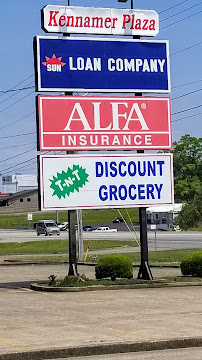 Kennamer Plaza
SUN LOAN COMPANY
ALFA®
INSURANCE
T-N-T DISCOUNT
GROCERY